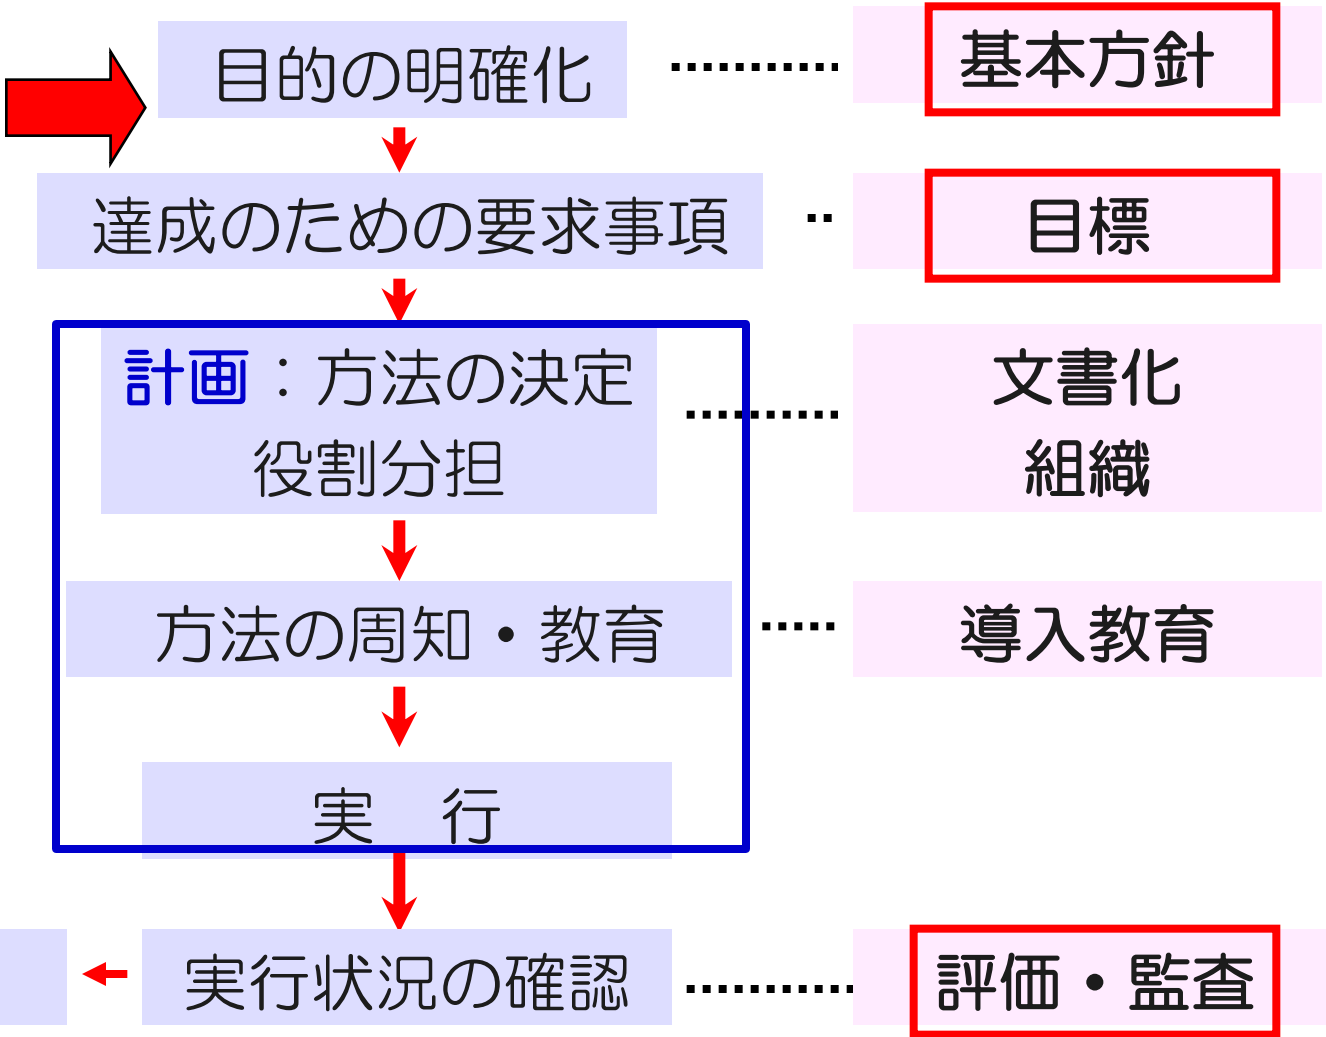 目的の明確化
基本方針
達成のための要求事項
目標
計画：方法の決定
役割分担
文書化
組織
方法の周知・教育
導入教育
実　行
実行状況の確認
評価・監査